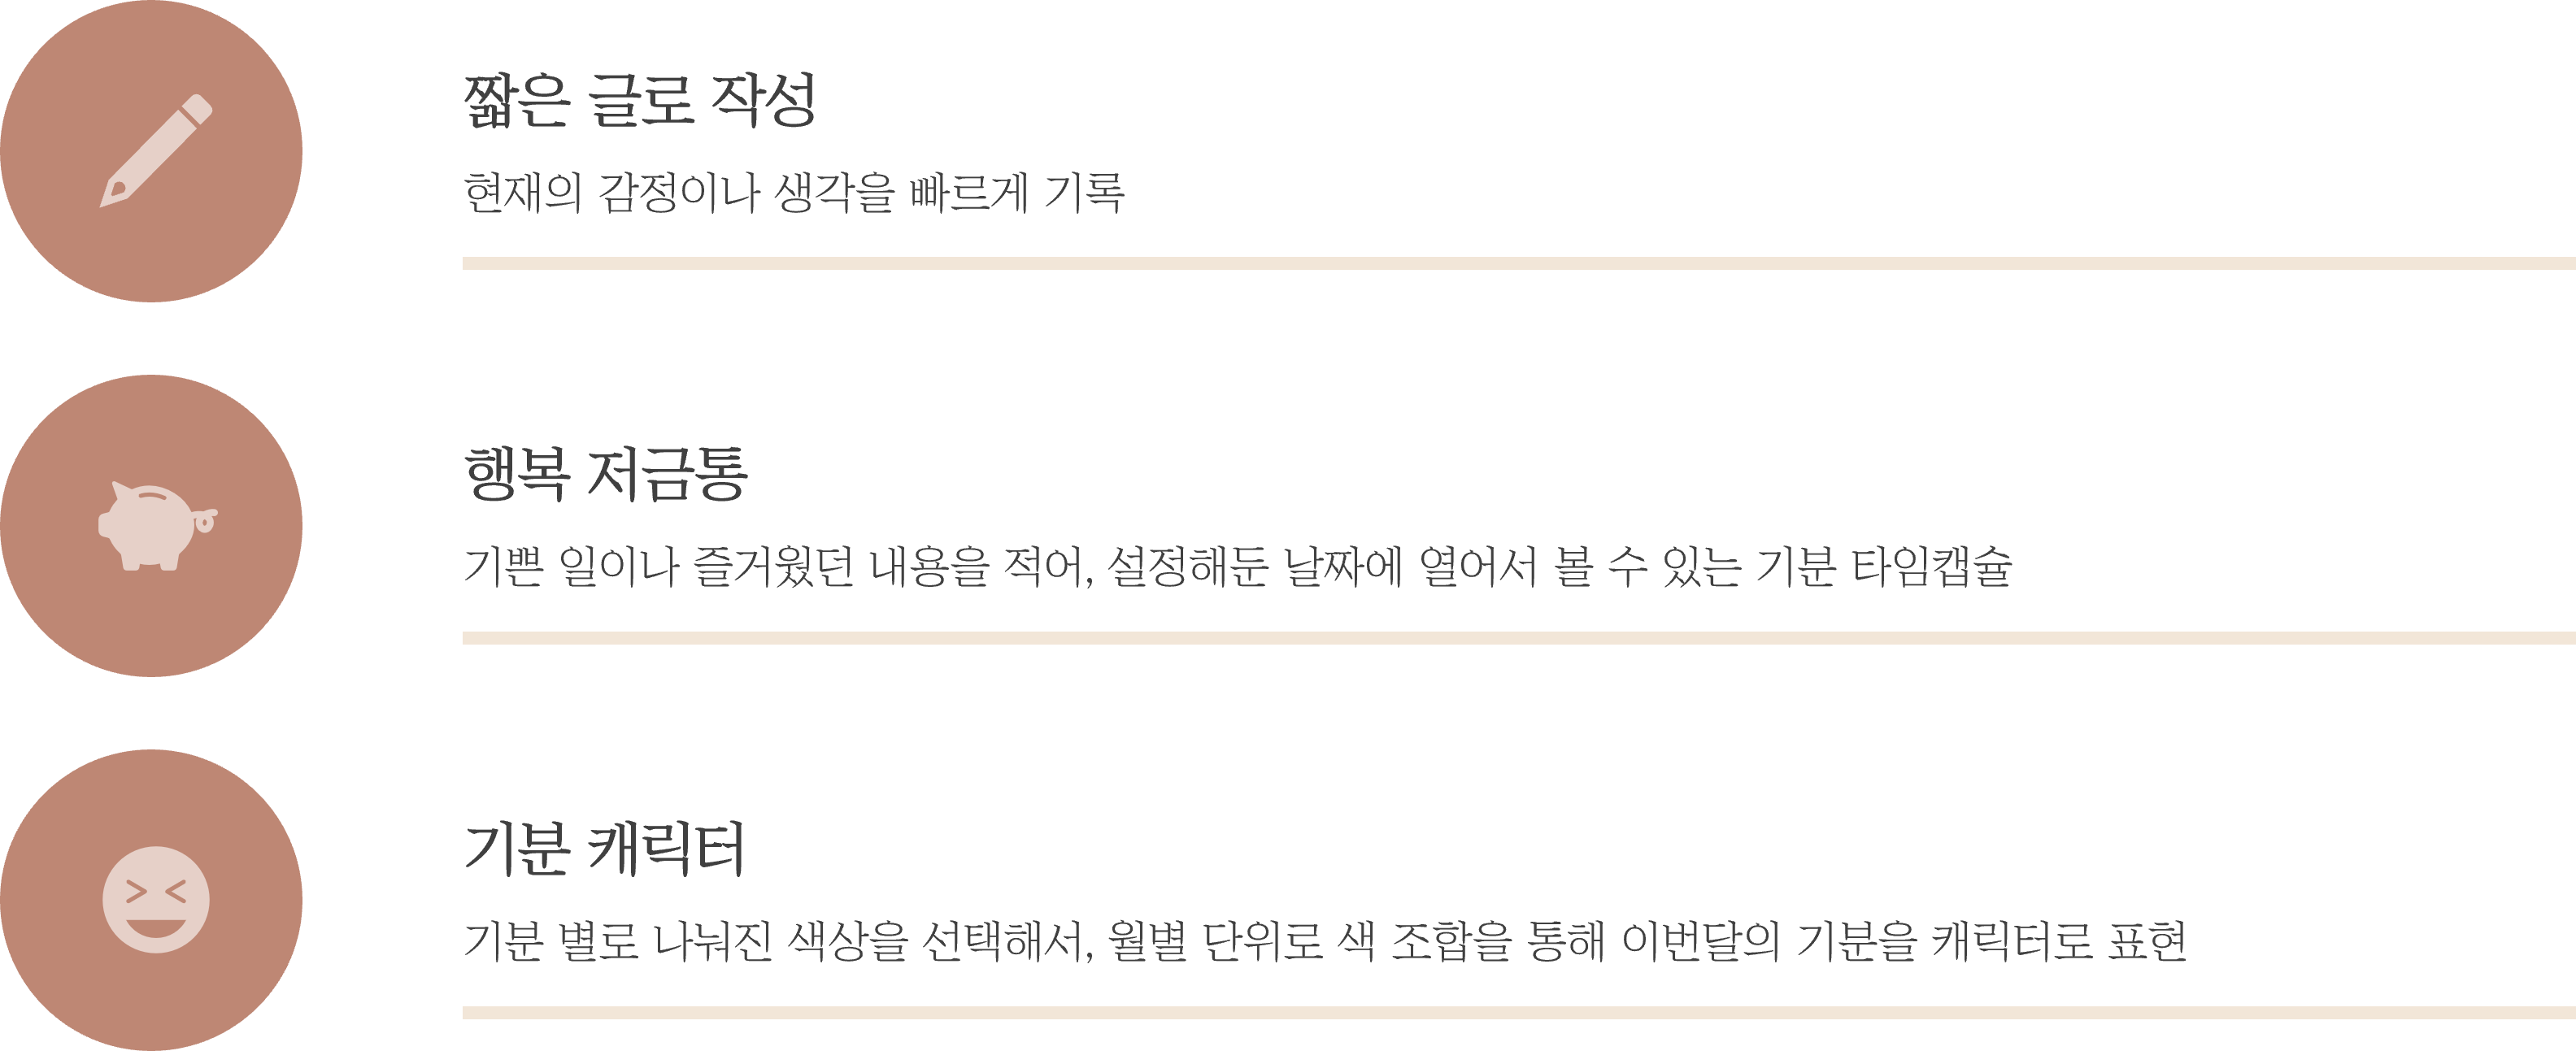 짧은 글로 작성
현재의 감정이나 생각을 빠르게 기록
행복 저금통
기쁜 일이나 즐거웠던 내용을 적어, 설정해둔 날짜에 열어서 볼 수 있는 기분 타임캡슐
기분 캐릭터
기분 별로 나눠진 색상을 선택해서, 월별 단위로 색 조합을 통해 이번달의 기분을 캐릭터로 표현